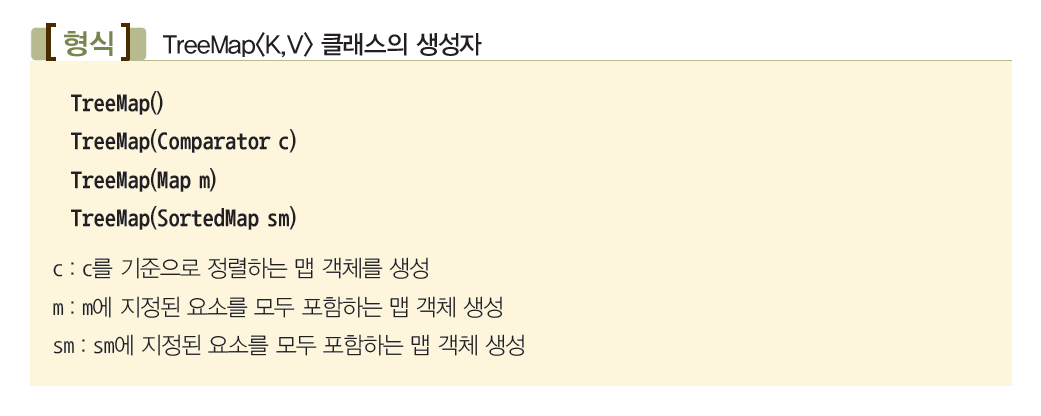 [형식] TreeMap〈K,V〉 클래스의 생성자
TreeMap()
TreeMap(Comparator c)
TreeMap(Map m)
TreeMap(SortedMap sm)
c : c를 기준으로 정렬하는 맵 객체를 생성
m : m에 지정된 요소를 모두 포함하는 맵 객체 생성
sm : sm에 지정된 요소를 모두 포함하는 맵 객체 생성